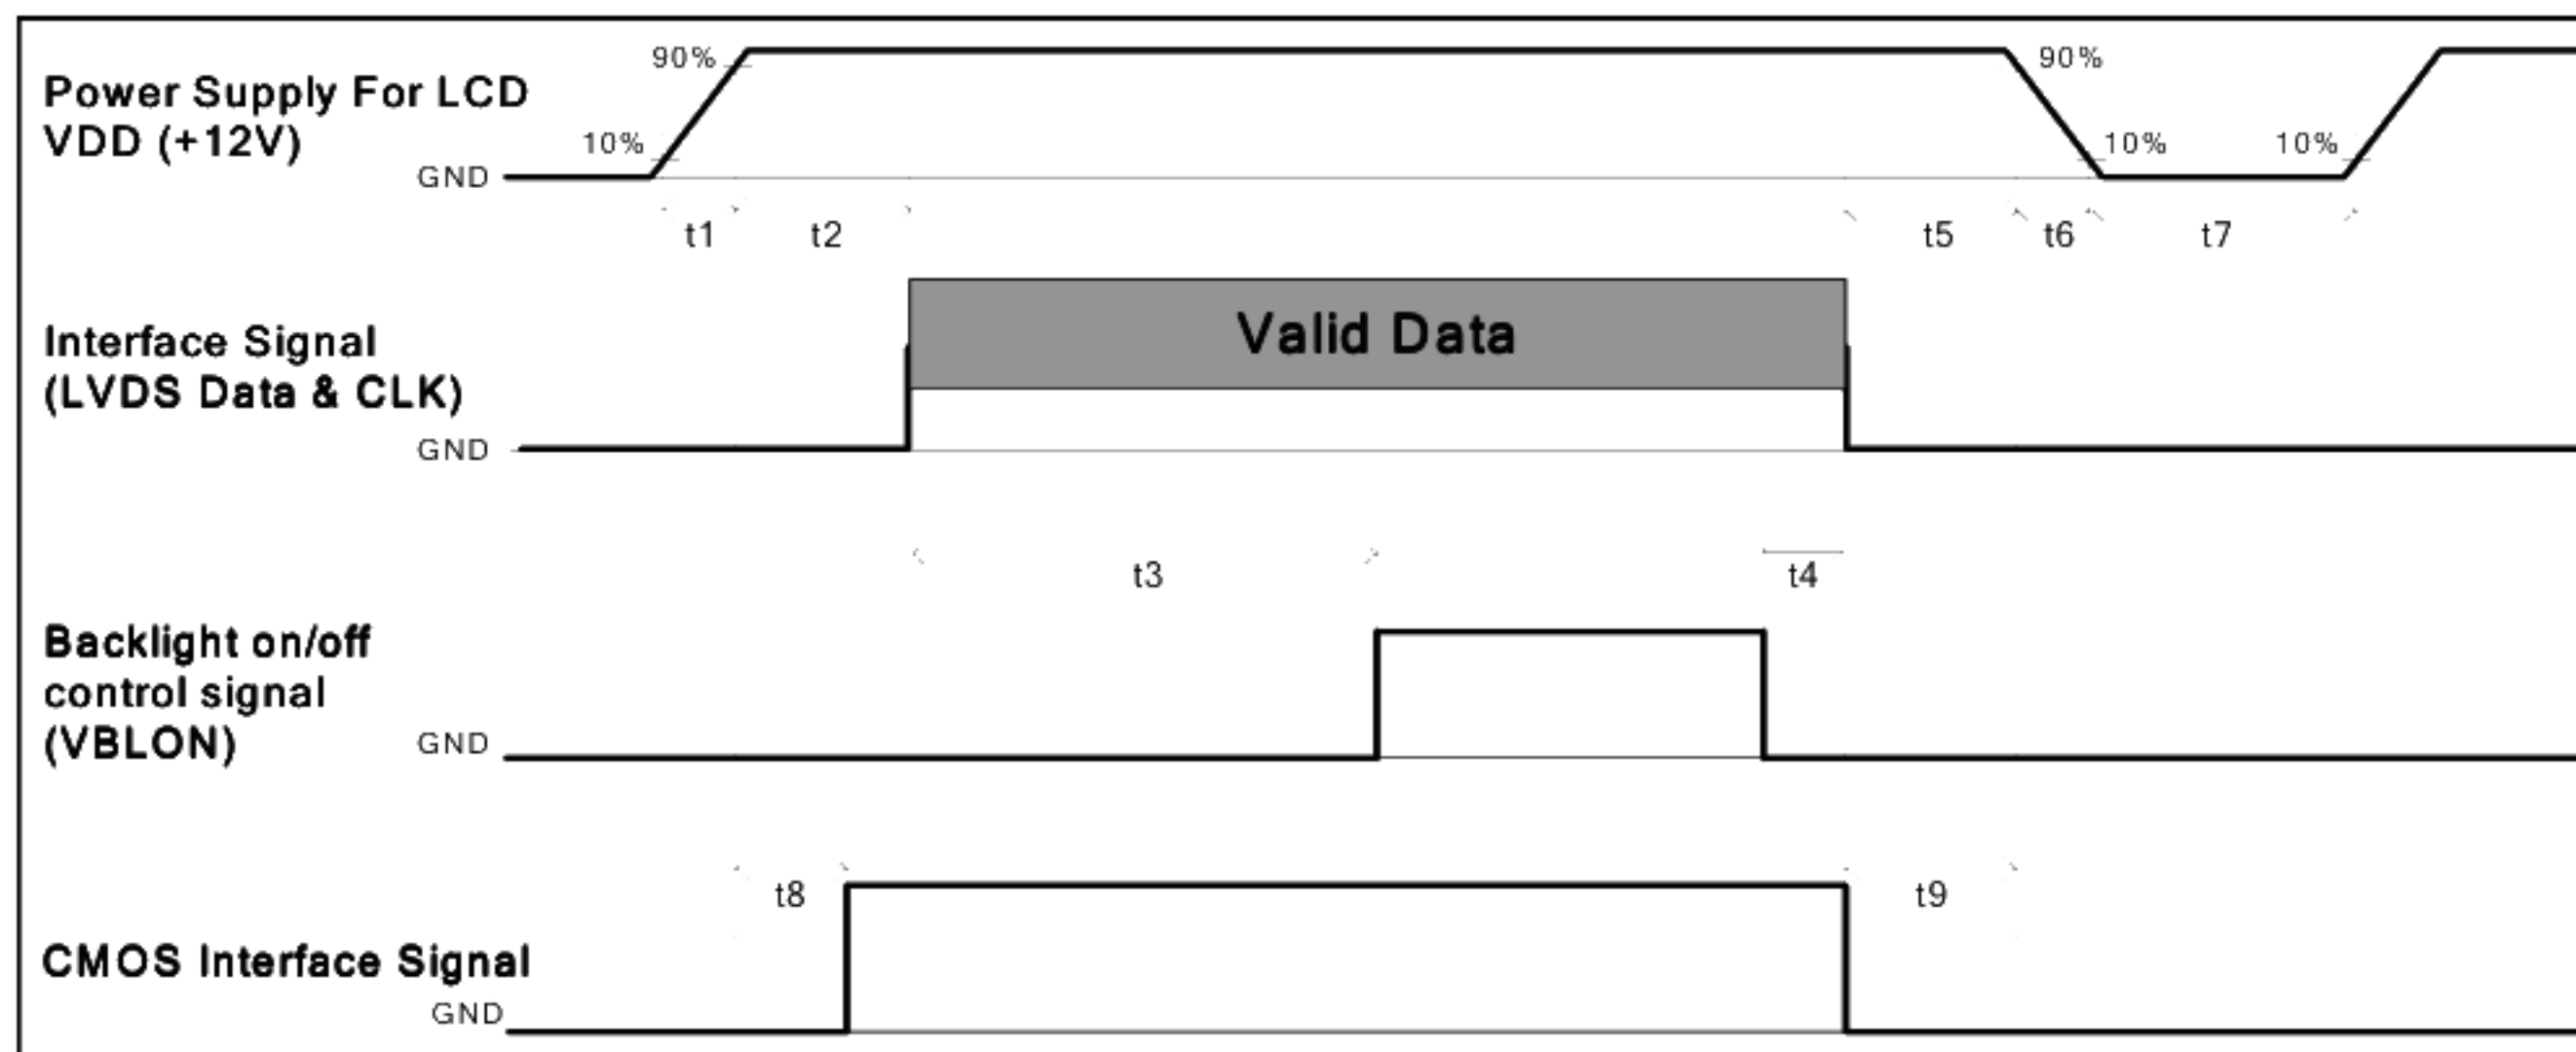 90%
90%
Power Supply For LCD
VDD (+12V)
10%
10%
10%
GND
t1
t2
t5
t6
t7
Valid Data
Interface Signal
(LVDS Data & CLK)
GND
t3
t4
Backlight on/off
control signal
(VBLON)
GND
t8
t9
CMOS Interface Signal
GND